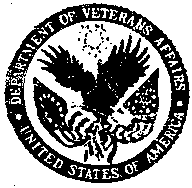 DEPARTMENT OF VETERANS AFFAIRS
UNITED STATES OF AMERICA